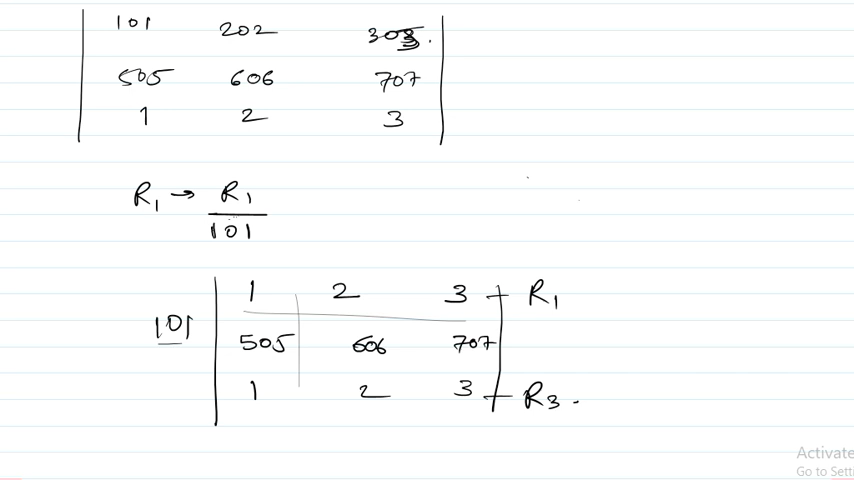 101 202 303.
505 606 707
1 2 3
R₁ → R₁
101
1 2 3 R₁
101
505 606 707
1 2 3 R₃.
Activate
Go to Setti